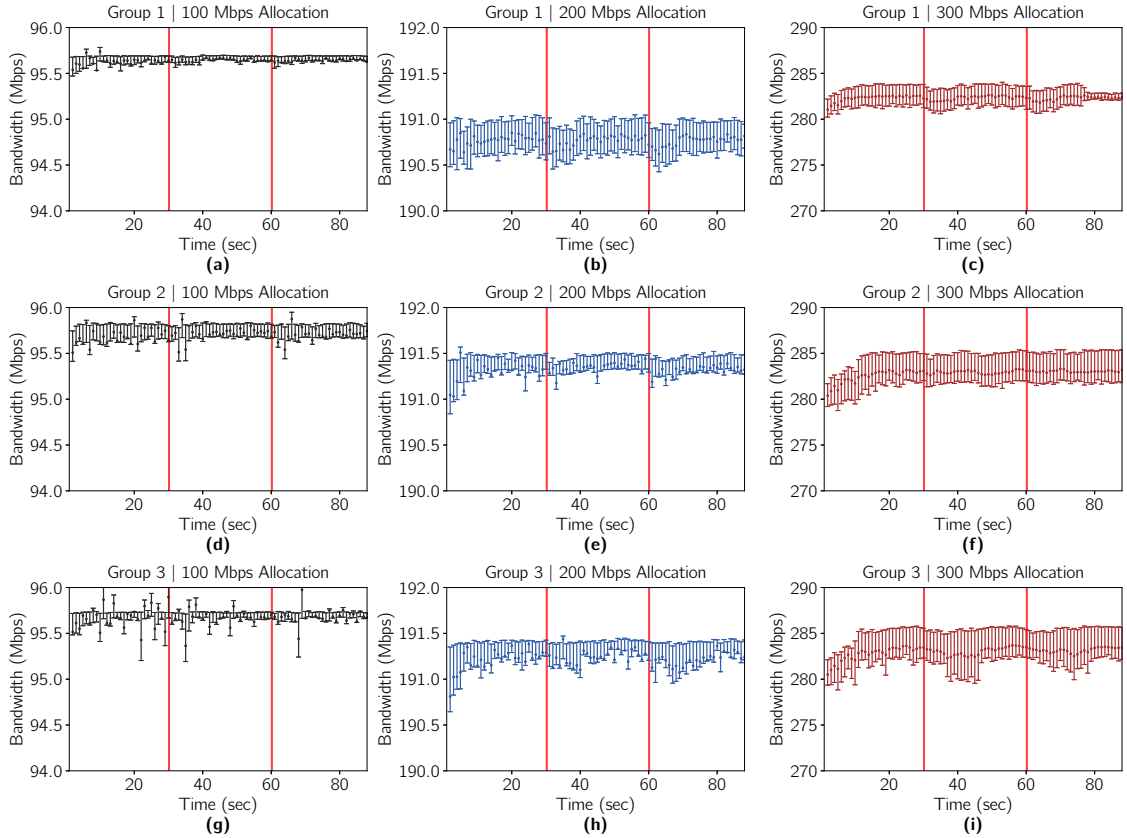 Group 1 | 100 Mbps Allocation
96.0
95.5
95.0
94.5
94.0
Bandwidth (Mbps)
20 40 60 80
Time (sec)
(a)
Group 1 | 200 Mbps Allocation
192.0
191.5
191.0
190.5
190.0
Bandwidth (Mbps)
20 40 60 80
Time (sec)
(b)
Group 1 | 300 Mbps Allocation
290
285
280
275
270
Bandwidth (Mbps)
20 40 60 80
Time (sec)
(c)
Group 2 | 100 Mbps Allocation
96.0
95.5
95.0
94.5
94.0
Bandwidth (Mbps)
20 40 60 80
Time (sec)
(d)
Group 2 | 200 Mbps Allocation
192.0
191.5
191.0
190.5
190.0
Bandwidth (Mbps)
20 40 60 80
Time (sec)
(e)
Group 2 | 300 Mbps Allocation
290
285
280
275
270
Bandwidth (Mbps)
20 40 60 80
Time (sec)
(f)
Group 3 | 100 Mbps Allocation
96.0
95.5
95.0
94.5
94.0
Bandwidth (Mbps)
20 40 60 80
Time (sec)
(g)
Group 3 | 200 Mbps Allocation
192.0
191.5
191.0
190.5
190.0
Bandwidth (Mbps)
20 40 60 80
Time (sec)
(h)
Group 3 | 300 Mbps Allocation
290
285
280
275
270
Bandwidth (Mbps)
20 40 60 80
Time (sec)
(i)